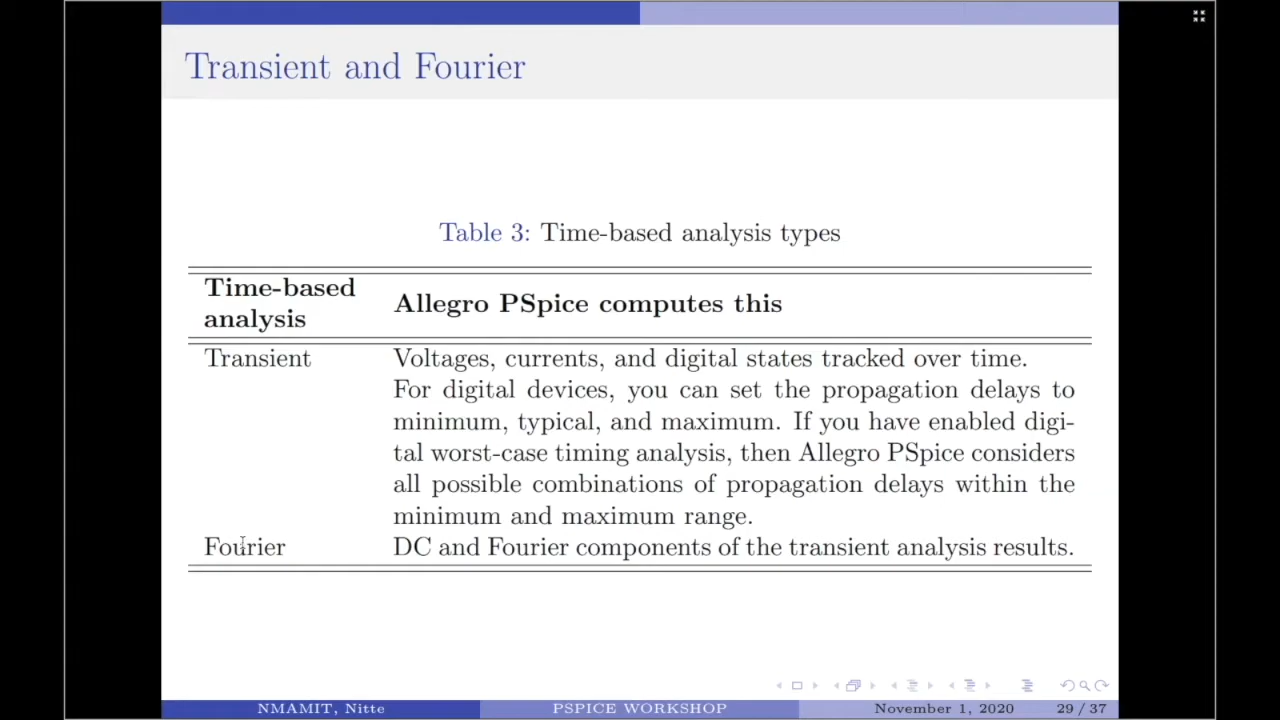 Transient and Fourier
Table 3: Time-based analysis types
Time-based
analysis
Allegro PSpice computes this
Transient
Voltages, currents, and digital states tracked over time.
For digital devices, you can set the propagation delays to
minimum, typical, and maximum. If you have enabled digi-
tal worst-case timing analysis, then Allegro PSpice considers
all possible combinations of propagation delays within the
minimum and maximum range.
Fourier
DC and Fourier components of the transient analysis results.
NMAMIT, Nitte
PSPICE WORKSHOP
November 1, 2020
29 / 37